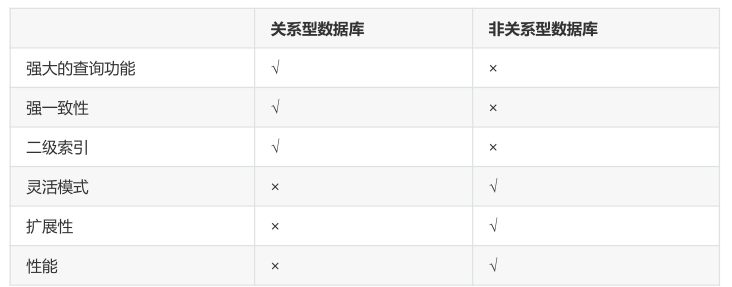 关系型数据库 非关系型数据库
强大的查询功能 √ ×
强一致性 √ ×
二级索引 √ ×
灵活模式 × √
扩展性 × √
性能 × √